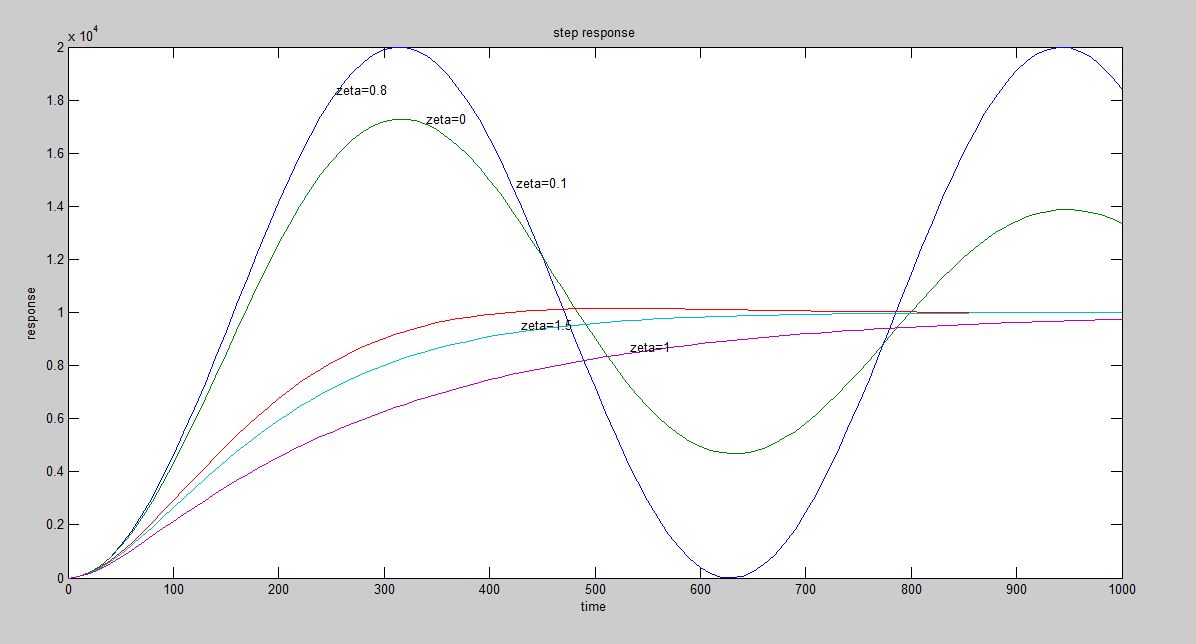 step response
x 10^4
2
1.8
1.6
1.4
1.2
1
0.8
0.6
0.4
0.2
0
response
zeta=0.8
zeta=0
zeta=0.1
zeta=1.5
zeta=1
0 100 200 300 400 500 600 700 800 900 1000
time